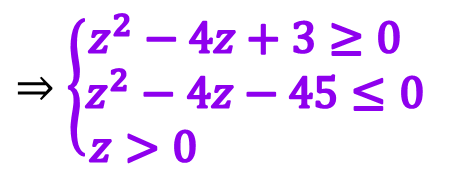 ⇒ { z² − 4z + 3 ≥ 0
z² − 4z − 45 ≤ 0
z > 0